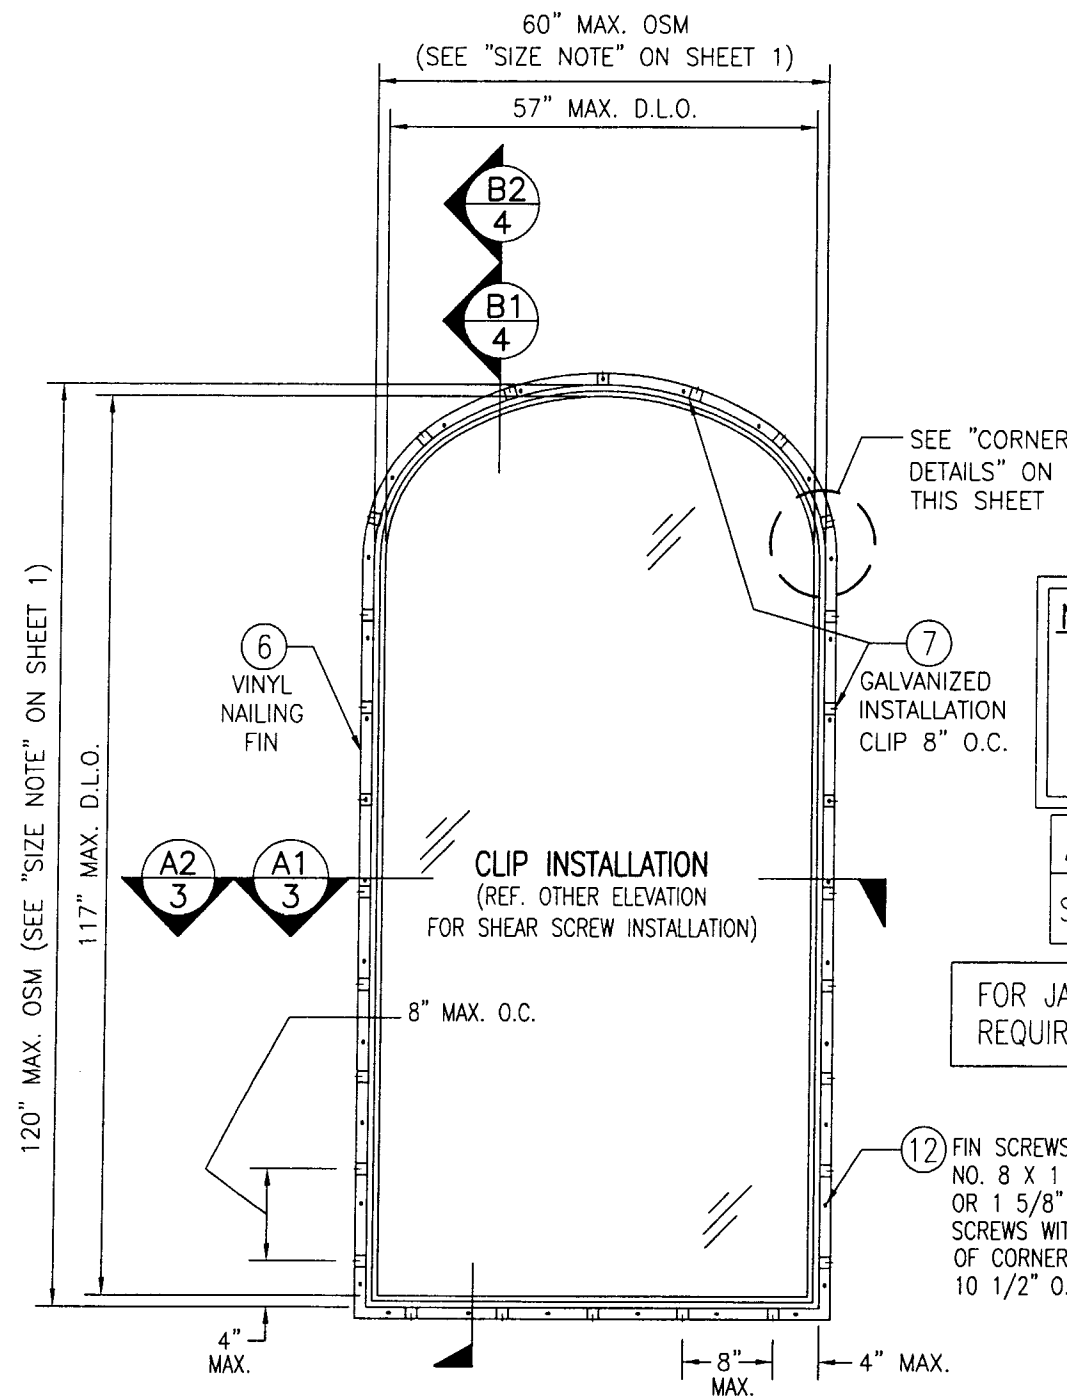 60" MAX. OSM
(SEE "SIZE NOTE" ON SHEET 1)
57" MAX. D.L.O.
B2
4
B1
4
SEE "CORNER
DETAILS" ON
THIS SHEET
120" MAX. OSM (SEE "SIZE NOTE" ON SHEET 1)
117" MAX. D.L.O.
6
VINYL
NAILING
FIN
7
GALVANIZED
INSTALLATION
CLIP 8" O.C.
A2
3
A1
3
CLIP INSTALLATION
(REF. OTHER ELEVATION
FOR SHEAR SCREW INSTALLATION)
8" MAX. O.C.
FOR JA
REQUIR
12
FIN SCREWS
NO. 8 X 1
OR 1 5/8"
SCREWS WIT
OF CORNER
10 1/2" O.
4"
MAX.
8"
MAX.
4" MAX.